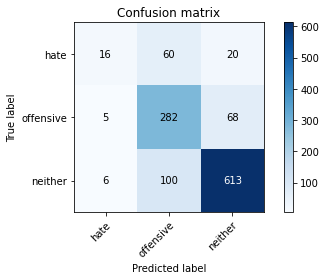 Confusion matrix
hate 16 60 20
offensive 5 282 68
neither 6 100 613
hate offensive neither
True label
Predicted label
600
500
400
300
200
100